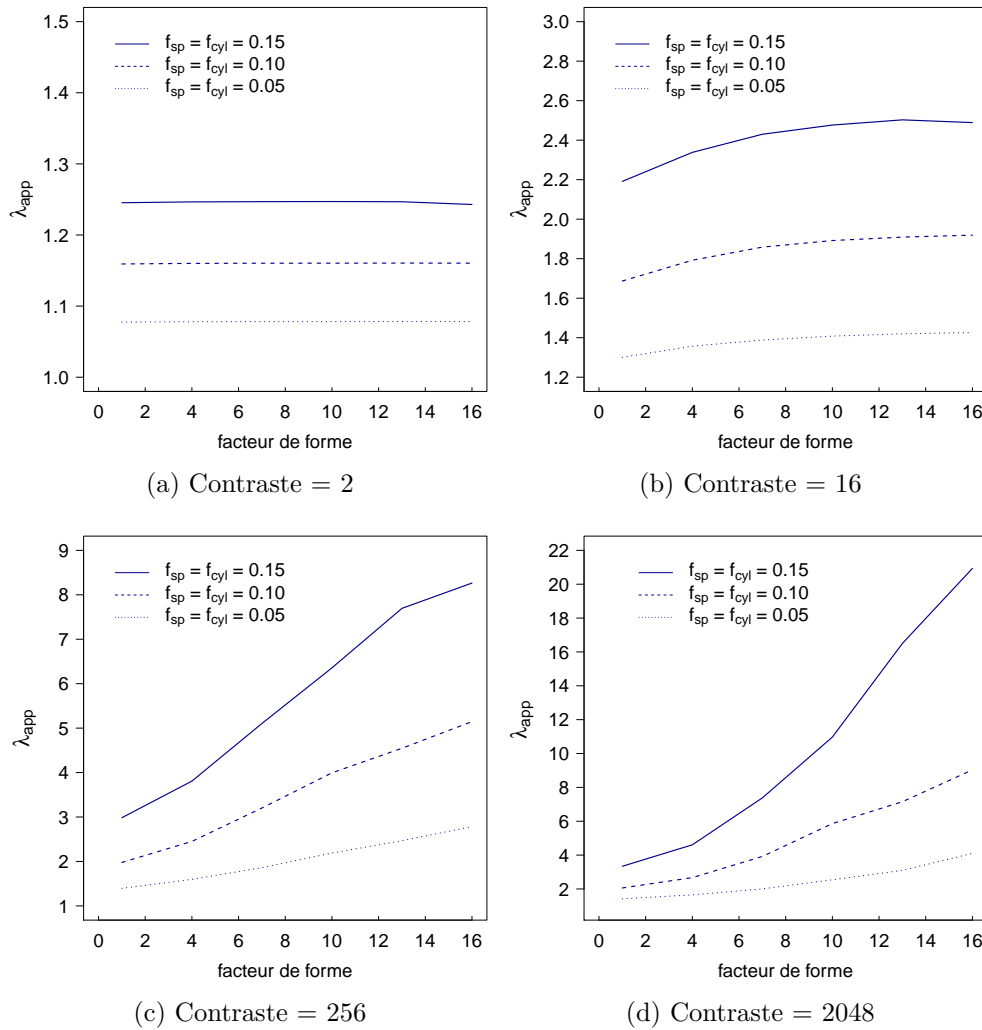 1.5
1.4
1.3
1.2
1.1
1.0
λapp
fsp = fcyl = 0.15
fsp = fcyl = 0.10
fsp = fcyl = 0.05
0 2 4 6 8 10 12 14 16
facteur de forme
(a) Contraste = 2
3.0
2.8
2.6
2.4
2.2
2.0
1.8
1.6
1.4
1.2
λapp
fsp = fcyl = 0.15
fsp = fcyl = 0.10
fsp = fcyl = 0.05
0 2 4 6 8 10 12 14 16
facteur de forme
(b) Contraste = 16
9
8
7
6
5
4
3
2
1
λapp
fsp = fcyl = 0.15
fsp = fcyl = 0.10
fsp = fcyl = 0.05
0 2 4 6 8 10 12 14 16
facteur de forme
(c) Contraste = 256
22
20
18
16
14
12
10
8
6
4
2
λapp
fsp = fcyl = 0.15
fsp = fcyl = 0.10
fsp = fcyl = 0.05
0 2 4 6 8 10 12 14 16
facteur de forme
(d) Contraste = 2048